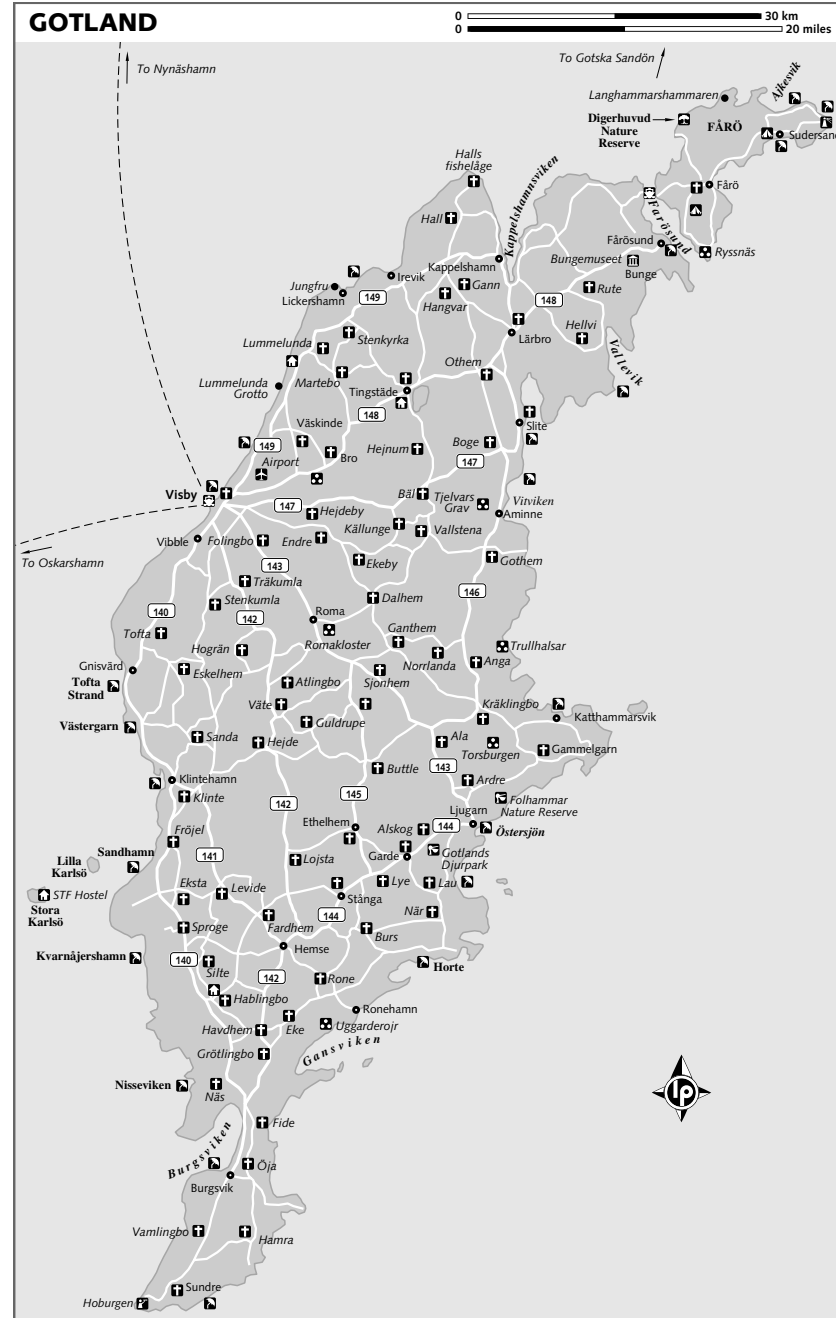 GOTLAND
0 30 km
0 20 miles
To Nynäshamn
To Gotska Sandön
Ajkesvik
Langhammarshammaren
Digerhuvud
Nature
Reserve
FÅRÖ
Sudersand
Halls
fishelåge
Kappelshamnsviken
Fårö
Hall
Farösund
Fårösund
Kappelshamn
Bungemuseet
Ryssnäs
Irevik
Gann
Bunge
Jungfru
Lickershamn
149
Hangvar
148
Rute
Lummelunda
Stenkyrka
Lärbro
Hellvi
Vallevik
Othem
Lummelunda
Grotto
Martebo
Tingstäde
148
Väskinde
Slite
149
Bro
Hejnum
Boge
Airport
147
Visby
Bäl
Tjelvars
Grav
Vitviken
147
Hejdeby
Aminne
Källunge
Vallstena
Vibble
Folingbo
Endre
To Oskarshamn
Ekeby
Gothem
143
Träkumla
146
140
Stenkumla
Dalhem
142
Roma
Tofta
Ganthem
Romakloster
Trullhalsar
Hogrän
Norrlanda
Anga
Gnisvärd
Eskelhem
Sjonhem
Tofta
Strand
Atlingbo
Kräklingbo
Väte
Katthammarsvik
Västergarn
Guldrupe
Sanda
Hejde
Ala
Torsburgen
Gammelgarn
Buttle
143
Klintehamn
Ardre
Klinte
142
145
Folhammar
Nature Reserve
Ljugarn
Ethelhem
Alskog
144
Östersjön
Fröjel
Sandhamn
141
Garde
Gotlands
Djurpark
Lilla
Karlsö
Lojsta
STF Hostel
Eksta
Levide
Lye
Lau
Stora
Karlsö
Stånga
144
När
Sproge
Fardhem
Burs
Hemse
Kvarnåjershamn
140
Silte
142
Rone
Horte
Hablingbo
Ronehamn
Havdhem
Eke
Uggarderojr
Grötlingbo
Gansviken
Nisseviken
Näs
lp
Fide
Burgsviken
Öja
Burgsvik
Vamlingbo
Hamra
Sundre
Hoburgen